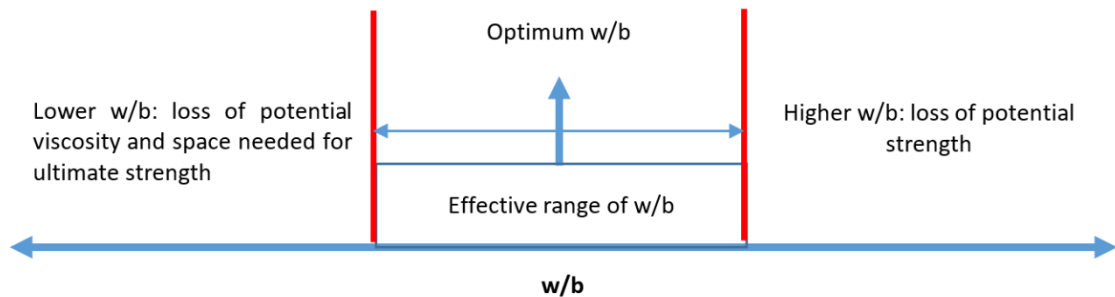 Optimum w/b
Lower w/b: loss of potential
viscosity and space needed for
ultimate strength
Higher w/b: loss of potential
strength
Effective range of w/b
w/b